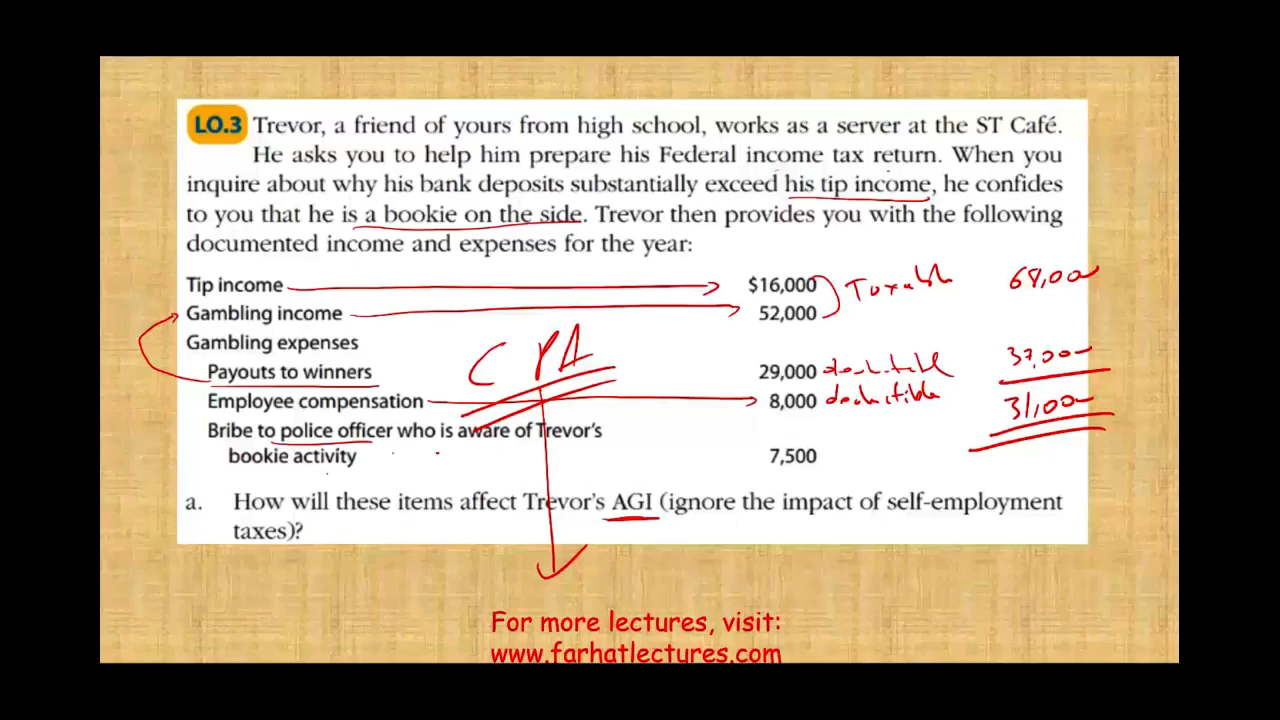 LO.3 Trevor, a friend of yours from high school, works as a server at the ST Café.
He asks you to help him prepare his Federal income tax return. When you
inquire about why his bank deposits substantially exceed his tip income, he confides
to you that he is a bookie on the side. Trevor then provides you with the following
documented income and expenses for the year:
Tip income $16,000 Taxable 68,000
Gambling income 52,000
Gambling expenses
CPA
Payouts to winners 29,000 deductible 37,000
Employee compensation 8,000 deductible 31,000
Bribe to police officer who is aware of Trevor's
bookie activity 7,500
a. How will these items affect Trevor's AGI (ignore the impact of self-employment
taxes)?
For more lectures, visit:
www.farhatlectures.com